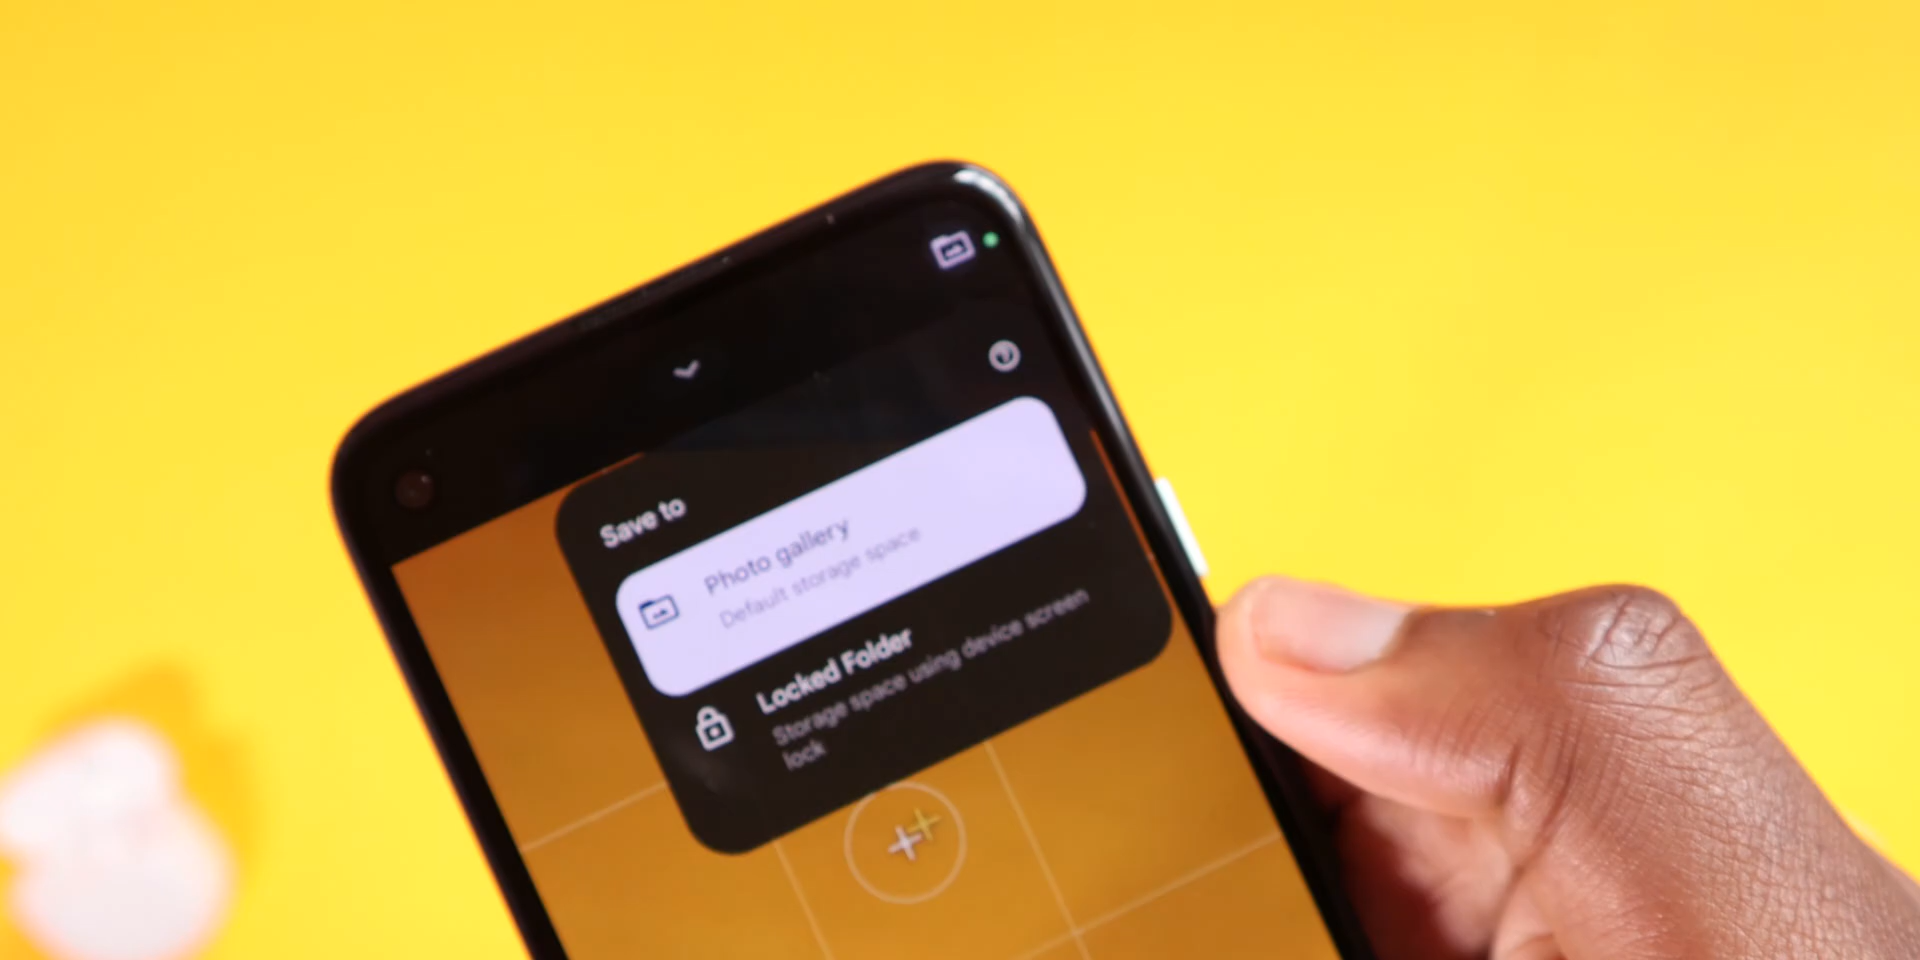 Save to
Photo gallery
Default storage space
Locked Folder
Storage space using device screen
lock